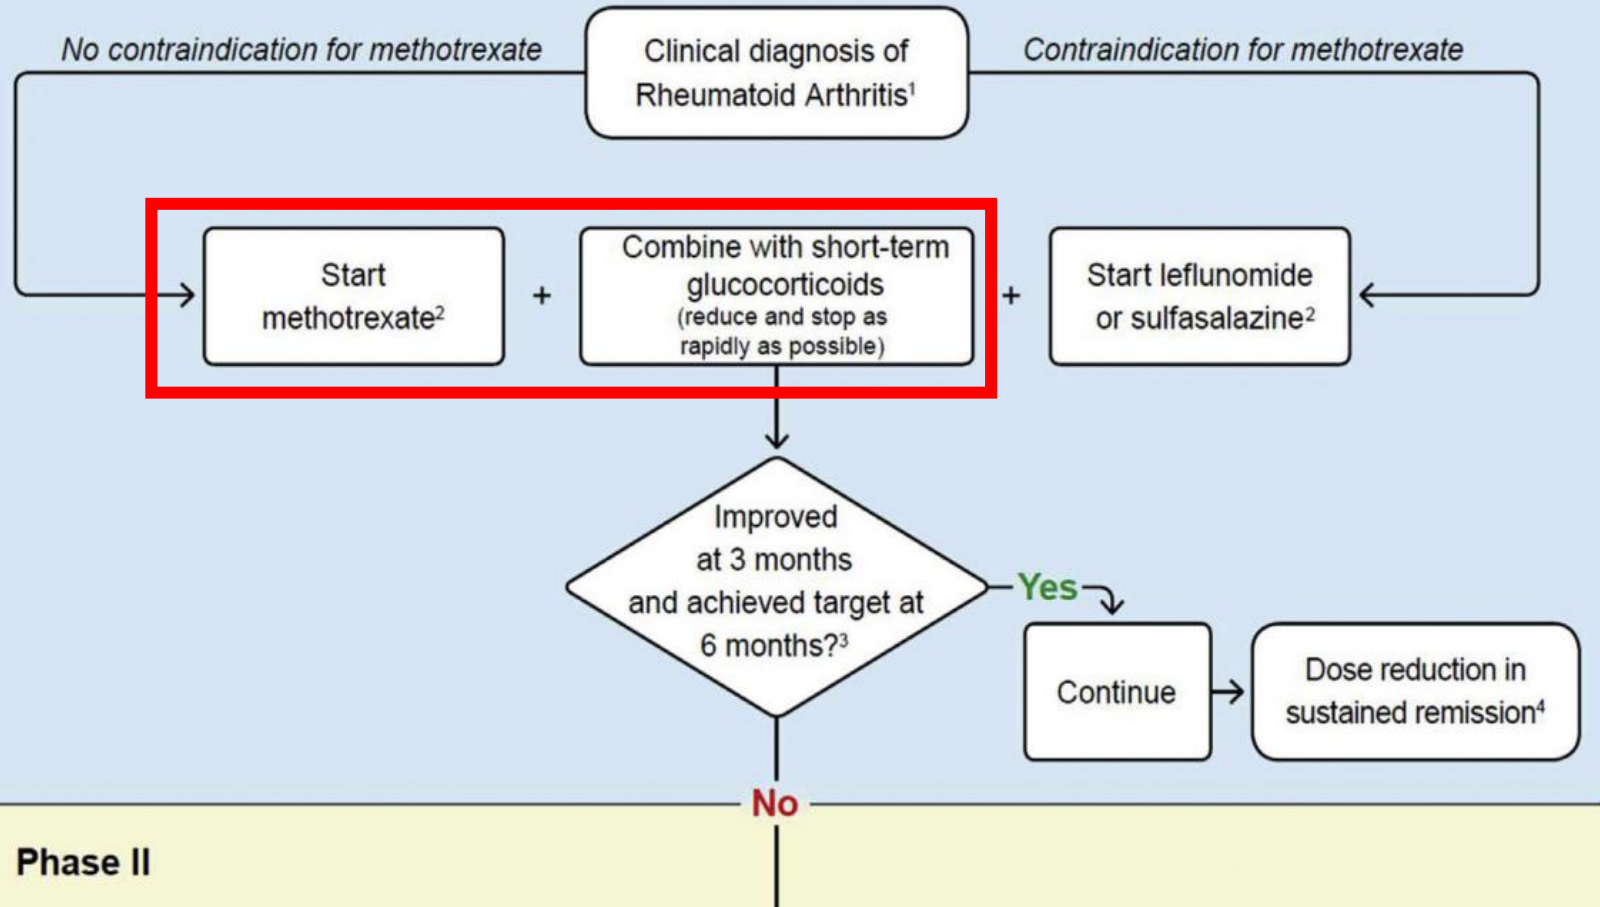 No contraindication for methotrexate
Clinical diagnosis of
Rheumatoid Arthritis¹
Contraindication for methotrexate
Start
methotrexate²
+
Combine with short-term
glucocorticoids
(reduce and stop as
rapidly as possible)
+
Start leflunomide
or sulfasalazine²
Improved
at 3 months
and achieved target at
6 months?³
Yes
Continue
Dose reduction in
sustained remission⁴
No
Phase II